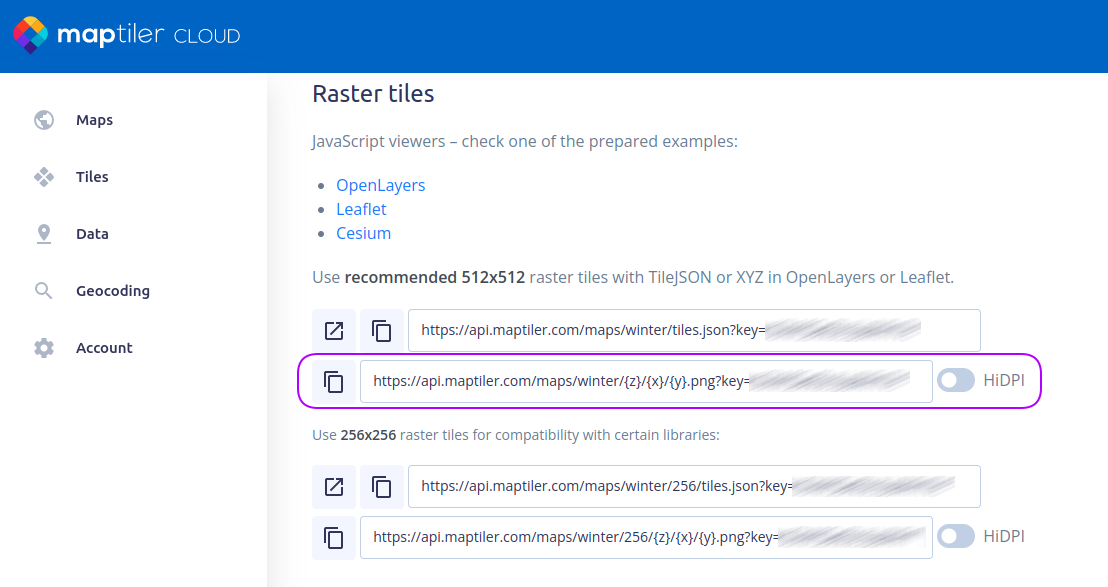 maptiler CLOUD
Maps
Tiles
Data
Geocoding
Account
Raster tiles
JavaScript viewers – check one of the prepared examples:
OpenLayers
Leaflet
Cesium
Use recommended 512x512 raster tiles with TileJSON or XYZ in OpenLayers or Leaflet.
https://api.maptiler.com/maps/winter/tiles.json?key=
https://api.maptiler.com/maps/winter/{z}/{x}/{y}.png?key=
HiDPI
Use 256x256 raster tiles for compatibility with certain libraries:
https://api.maptiler.com/maps/winter/256/tiles.json?key=
https://api.maptiler.com/maps/winter/256/{z}/{x}/{y}.png?key=
HiDPI